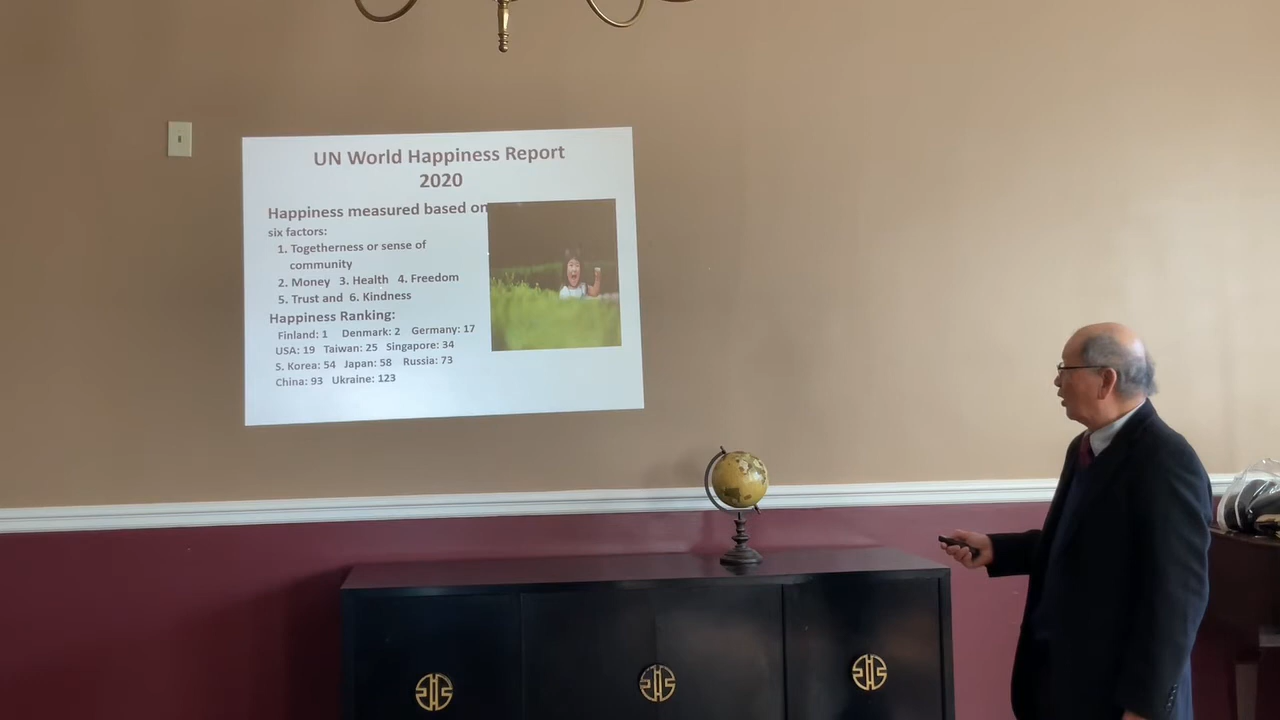 UN World Happiness Report
2020
Happiness measured based on
six factors:
1. Togetherness or sense of
community
2. Money 3. Health 4. Freedom
5. Trust and 6. Kindness
Happiness Ranking:
Finland: 1 Denmark: 2 Germany: 17
USA: 19 Taiwan: 25 Singapore: 34
S. Korea: 54 Japan: 58 Russia: 73
China: 93 Ukraine: 123